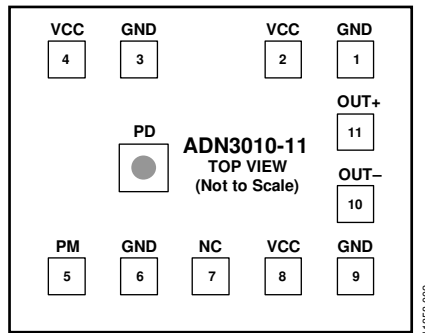 VCC GND VCC GND
4 3 2 1
OUT+
11
PD
ADN3010-11
TOP VIEW
(Not to Scale)
OUT–
10
PM GND NC VCC GND
5 6 7 8 9